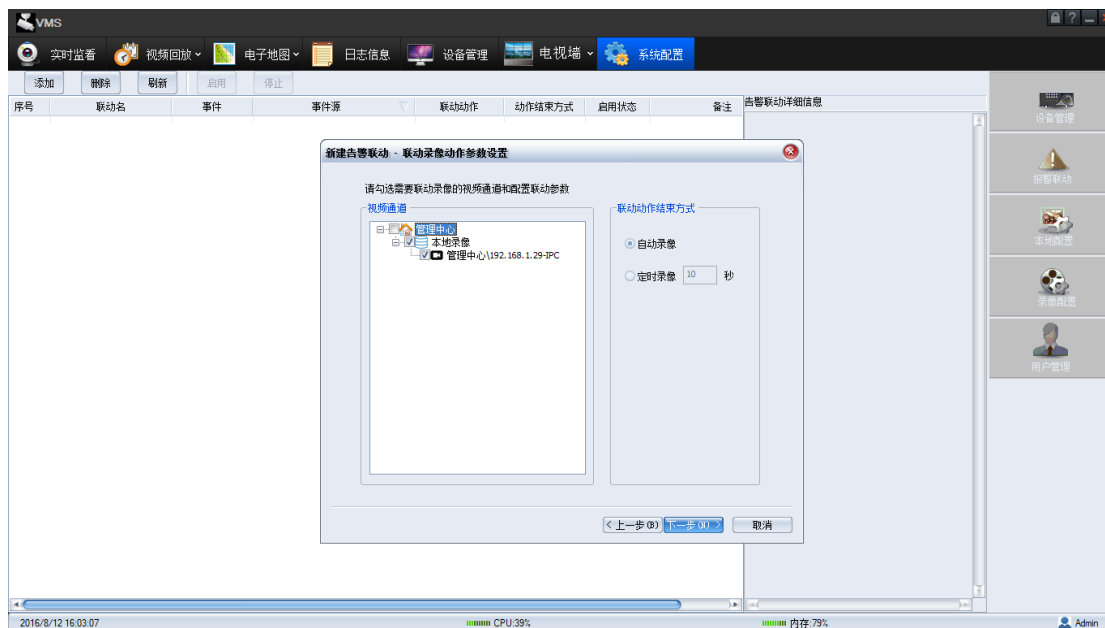 VMS
实时监看 视频回放 电子地图 日志信息 设备管理 电视墙 系统配置
添加 删除 刷新 启用 停止
序号 联动名 事件 事件源 联动动作 动作结束方式 启用状态 备注 告警联动详细信息
设备管理
报警联动
本地配置
录像配置
用户管理
新建告警联动 - 联动录像动作参数设置
请勾选需要联动录像的视频通道和配置联动参数
视频通道 联动动作结束方式
管理中心
本地录像
管理中心\192.168.1.29-IPC
自动录像
定时录像 10 秒
< 上一步(B) 下一步(N) > 取消
2016/8/12 16:03:07 CPU:39% 内存:79% Admin